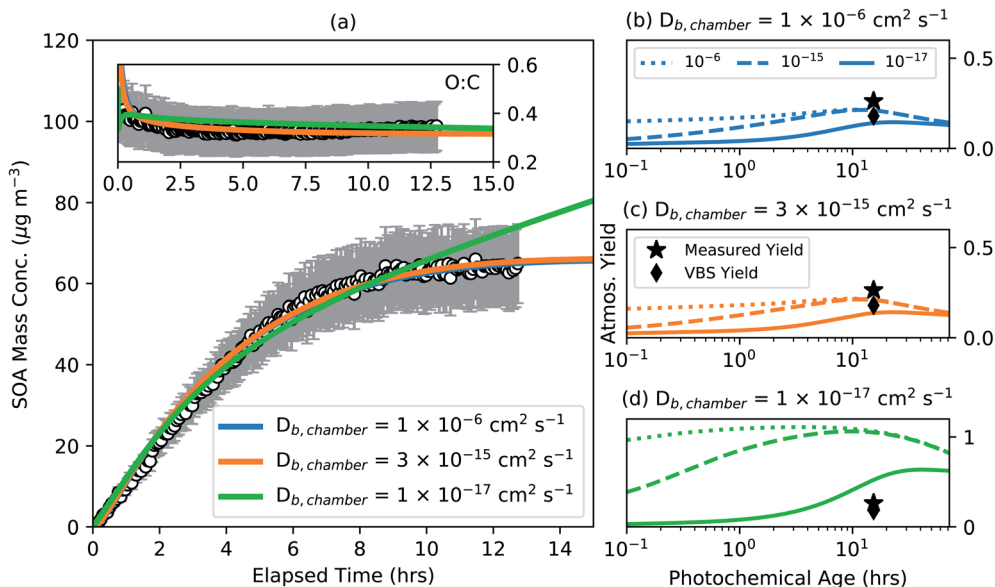 (a)
120
100
80
60
40
20
0
SOA Mass Conc. (μg m⁻³)
O:C
0.6
0.4
0.2
0.0 2.5 5.0 7.5 10.0 12.5 15.0
D_b,chamber = 1 × 10⁻⁶ cm² s⁻¹
D_b,chamber = 3 × 10⁻¹⁵ cm² s⁻¹
D_b,chamber = 1 × 10⁻¹⁷ cm² s⁻¹
0 2 4 6 8 10 12 14
Elapsed Time (hrs)
(b) D_b,chamber = 1 × 10⁻⁶ cm² s⁻¹
10⁻⁶ 10⁻¹⁵ 10⁻¹⁷
0.5
0.0
10⁻¹ 10⁰ 10¹
(c) D_b,chamber = 3 × 10⁻¹⁵ cm² s⁻¹
Measured Yield
VBS Yield
Atmos. Yield
0.5
0.0
10⁻¹ 10⁰ 10¹
(d) D_b,chamber = 1 × 10⁻¹⁷ cm² s⁻¹
1
0
10⁻¹ 10⁰ 10¹
Photochemical Age (hrs)